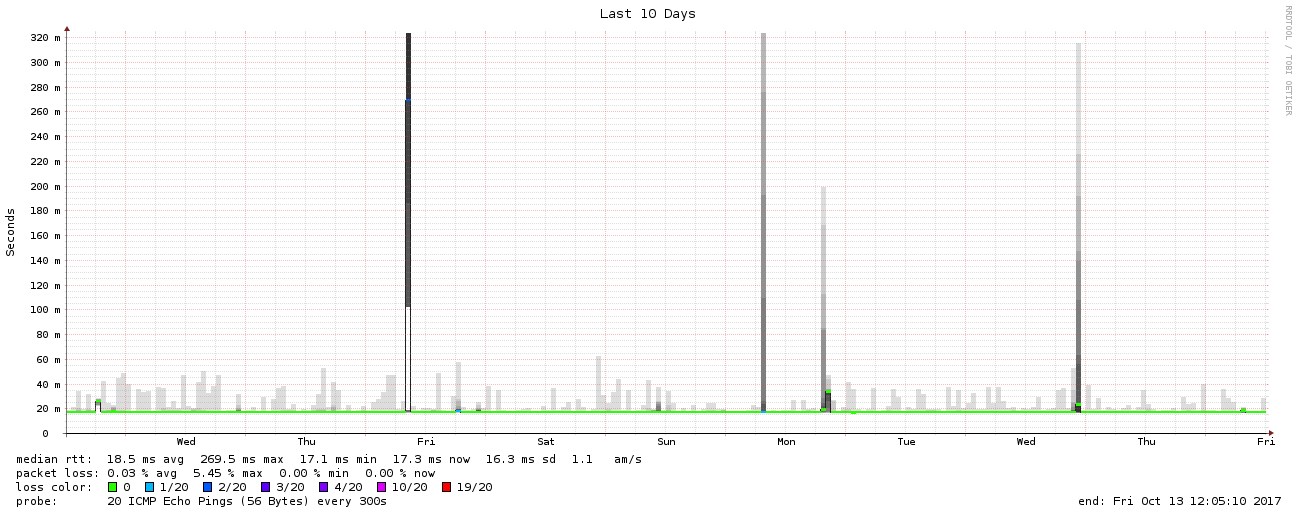 Last 10 Days
RRDTOOL / TOBI OETIKER
Seconds
320 m
300 m
280 m
260 m
240 m
220 m
200 m
180 m
160 m
140 m
120 m
100 m
80 m
60 m
40 m
20 m
0
Wed Thu Fri Sat Sun Mon Tue Wed Thu Fri
median rtt: 18.5 ms avg 269.5 ms max 17.1 ms min 17.3 ms now 16.3 ms sd 1.1 am/s
packet loss: 0.03 % avg 5.45 % max 0.00 % min 0.00 % now
loss color: 0 1/20 2/20 3/20 4/20 10/20 19/20
probe: 20 ICMP Echo Pings (56 Bytes) every 300s end: Fri Oct 13 12:05:10 2017